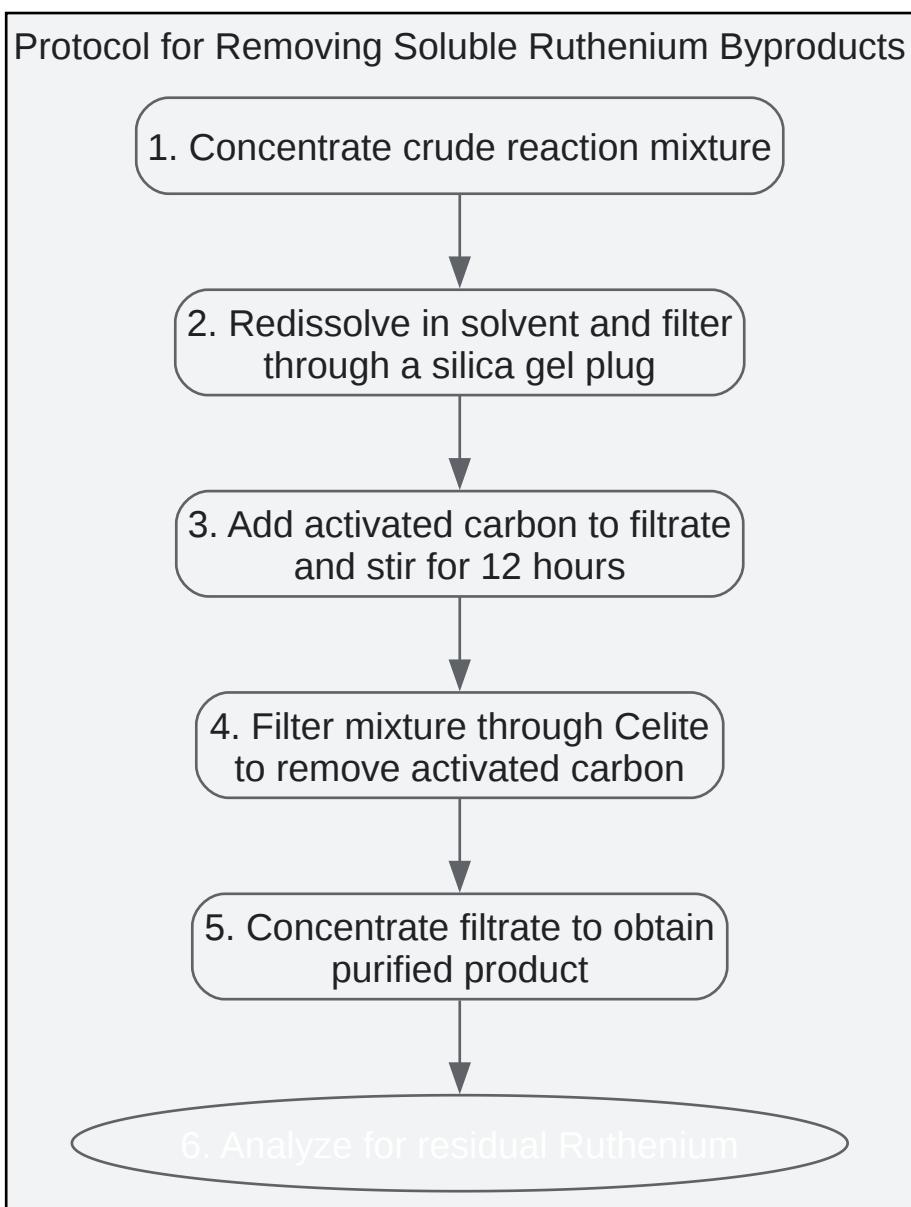 Protocol for Removing Soluble Ruthenium Byproducts
1. Concentrate crude reaction mixture
2. Redissolve in solvent and filter
through a silica gel plug
3. Add activated carbon to filtrate
and stir for 12 hours
4. Filter mixture through Celite
to remove activated carbon
5. Concentrate filtrate to obtain
purified product
6. Analyze for residual Ruthenium